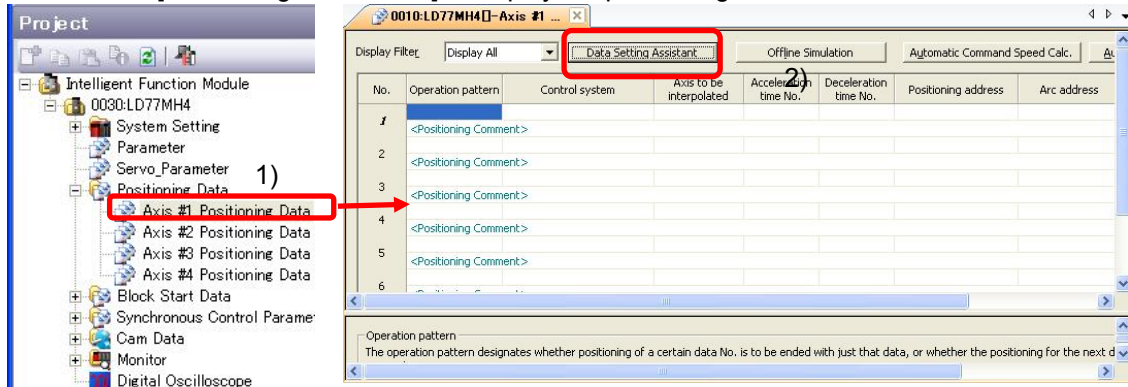 Project
Intelligent Function Module
0030:LD77MH4
System Setting
Parameter
Servo_Parameter
1)
Positioning Data
Axis #1 Positioning Data
Axis #2 Positioning Data
Axis #3 Positioning Data
Axis #4 Positioning Data
Block Start Data
Synchronous Control Parame
Cam Data
Monitor
Digital Oscilloscope
0010:LD77MH4[]-Axis #1 ...
Display Filter Display All Data Setting Assistant Offline Simulation Automatic Command Speed Calc. Au
2)
No. Operation pattern Control system Axis to be interpolated Acceleration time No. Deceleration time No. Positioning address Arc address
1
<Positioning Comment>
2
<Positioning Comment>
3
<Positioning Comment>
4
<Positioning Comment>
5
<Positioning Comment>
6
Operation pattern
The operation pattern designates whether positioning of a certain data No. is to be ended with just that data, or whether the positioning for the next d